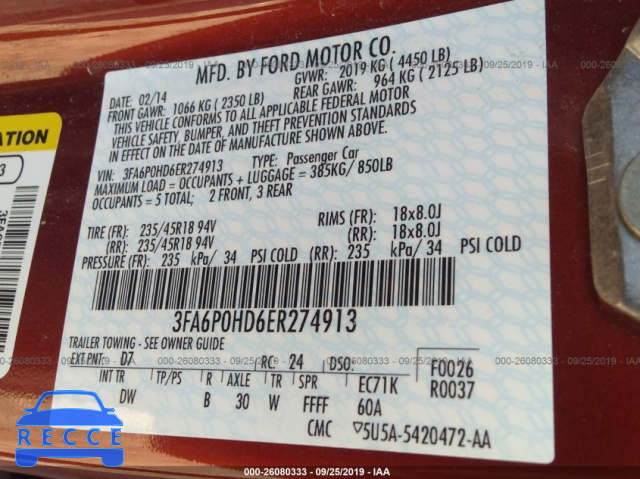 000-26080333 - 09/25/2019 - IAA
MFD. BY FORD MOTOR CO.
DATE: 02/14 GVWR: 2019 KG ( 4450 LB)
FRONT GAWR: 1066 KG ( 2350 LB) REAR GAWR: 964 KG ( 2125 LB)
THIS VEHICLE CONFORMS TO ALL APPLICABLE FEDERAL MOTOR
VEHICLE SAFETY, BUMPER, AND THEFT PREVENTION STANDARDS
IN EFFECT ON THE DATE OF MANUFACTURE SHOWN ABOVE.
VIN: 3FA6P0HD6ER274913 TYPE: Passenger Car
MAXIMUM LOAD = OCCUPANTS + LUGGAGE = 385KG/ 850LB
OCCUPANTS = 5 TOTAL; 2 FRONT, 3 REAR
TIRE (FR): 235/45R18 94V RIMS (FR): 18x8.0J
(RR): 235/45R18 94V (RR): 18x8.0J
PRESSURE (FR): 235 kPa/ 34 PSI COLD (RR): 235 kPa/ 34 PSI COLD
3FA6P0HD6ER274913
TRAILER TOWING - SEE OWNER GUIDE
EXT PNT: D7 RC: 24 DSO: F0026
INT TR TP/PS R AXLE TR SPR EC71K R0037
DW B 30 W FFFF 60A
CMC ▽5U5A-5420472-AA
ATION
3
RECCE
000-26080333 - 09/25/2019 - IAA